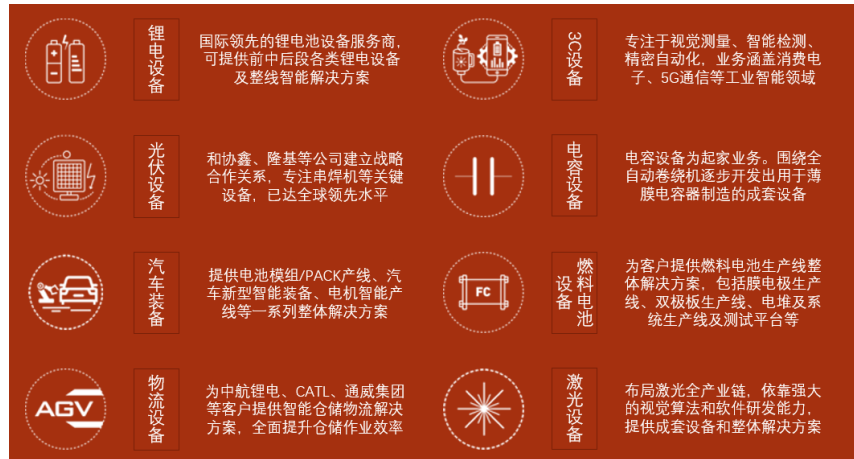 锂电设备
国际领先的锂电池设备服务商，
可提供前中后段各类锂电设备
及整线智能解决方案
3C设备
专注于视觉测量、智能检测、
精密自动化，业务涵盖消费电
子、5G通信等工业智能领域
光伏设备
和协鑫、隆基等公司建立战略
合作关系，专注串焊机等关键
设备，已达全球领先水平
电容设备
电容设备为起家业务。围绕全
自动卷绕机逐步开发出用于薄
膜电容器制造的成套设备
汽车装备
提供电池模组/PACK产线、汽
车新型智能装备、电机智能产
线等一系列整体解决方案
FC
燃料电池
设备
为客户提供燃料电池生产线整
体解决方案，包括膜电极生产
线、双极板生产线、电堆及系
统生产线及测试平台等
AGV
物流设备
为中航锂电、CATL、通威集团
等客户提供智能仓储物流解决
方案，全面提升仓储作业效率
激光设备
布局激光全产业链，依靠强大
的视觉算法和软件研发能力，
提供成套设备和整体解决方案